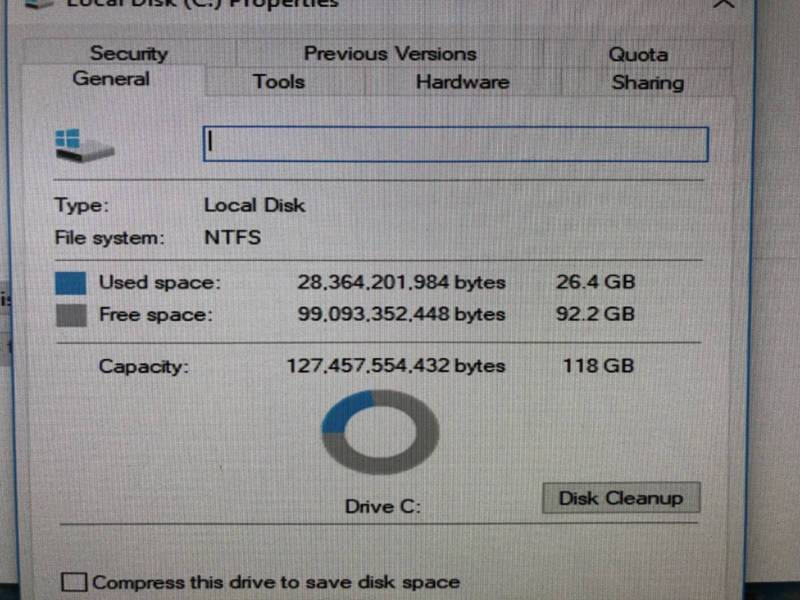 Local Disk (C:) Properties
Security Previous Versions Quota
General Tools Hardware Sharing
Type: Local Disk
File system: NTFS
Used space: 28,364,201,984 bytes 26.4 GB
Free space: 99,093,352,448 bytes 92.2 GB
Capacity: 127,457,554,432 bytes 118 GB
Drive C:
Disk Cleanup
Compress this drive to save disk space